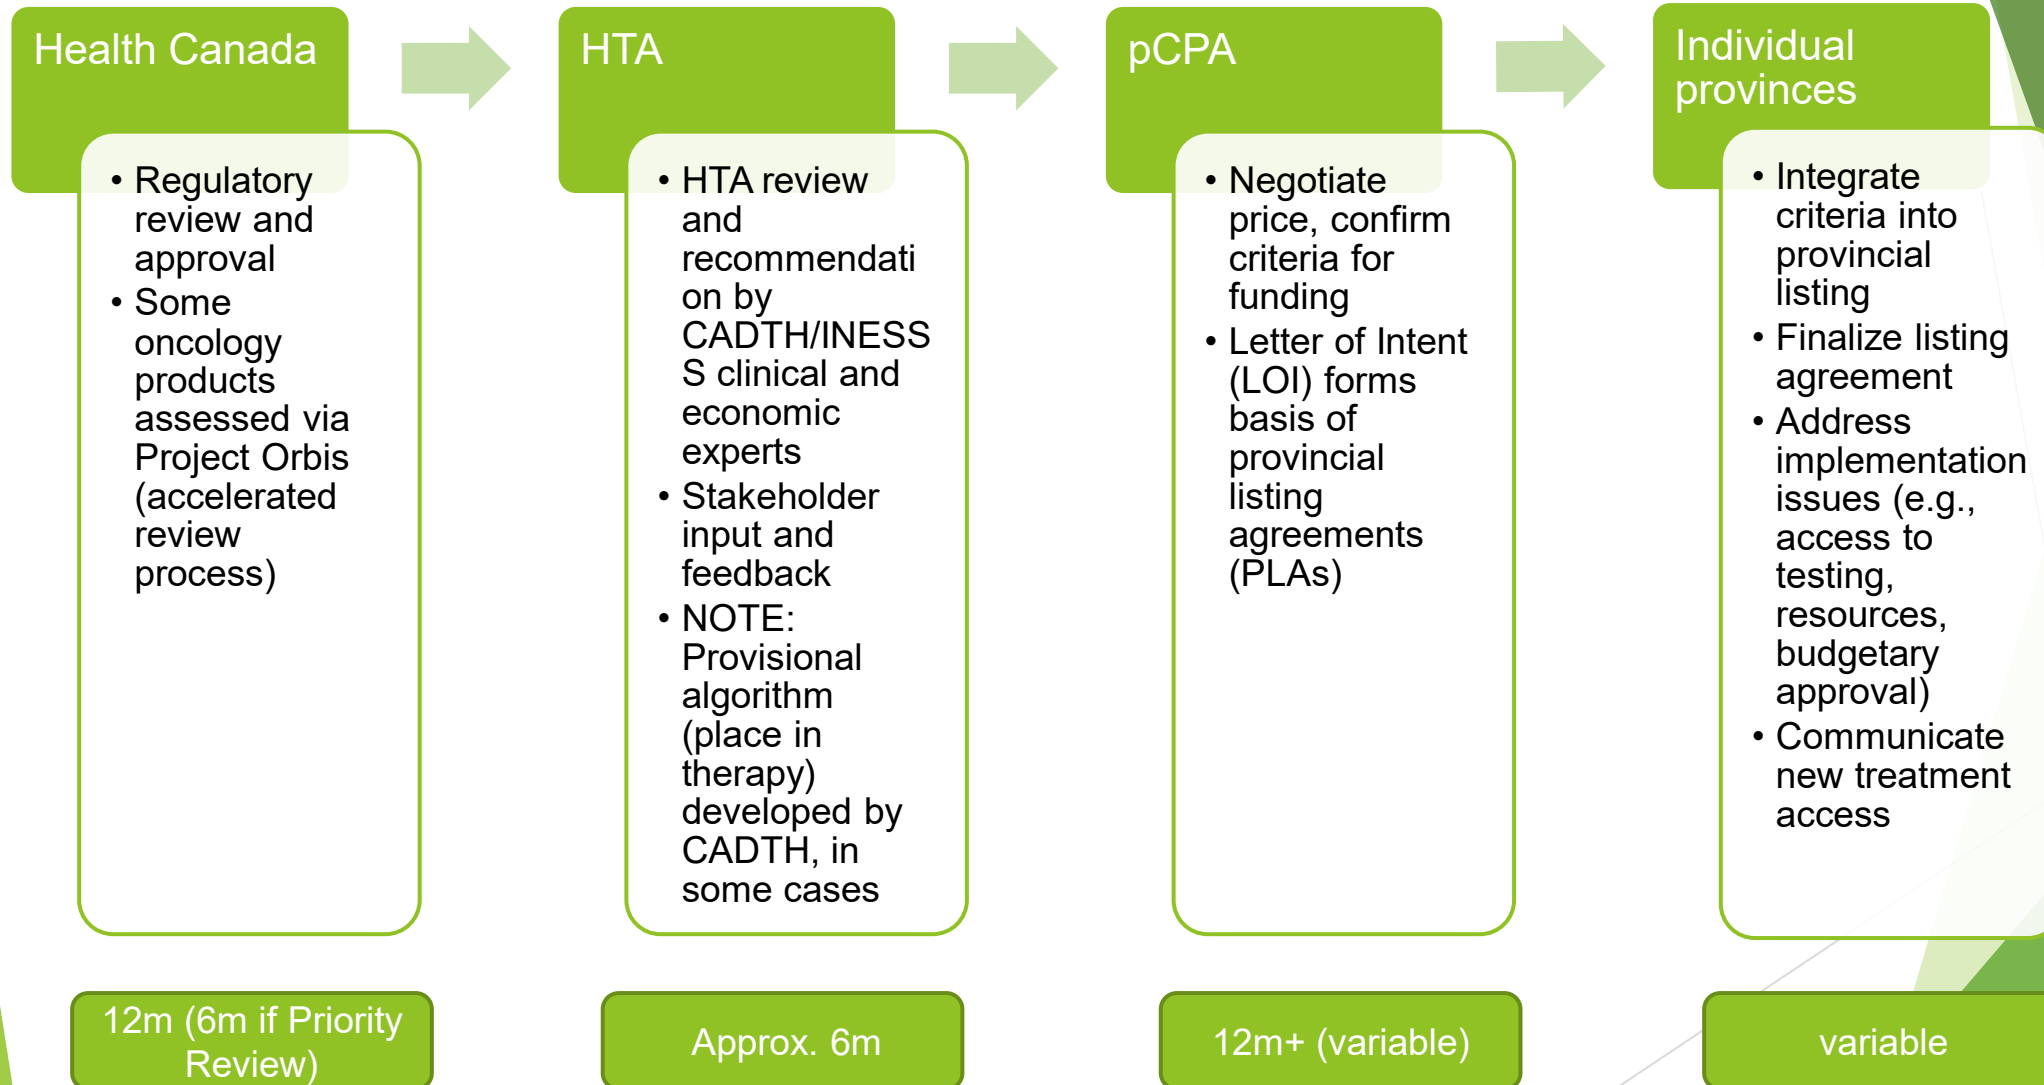 Health Canada
• Regulatory
review and
approval
• Some
oncology
products
assessed via
Project Orbis
(accelerated
review
process)
12m (6m if Priority
Review)
HTA
• HTA review
and
recommendati
on by
CADTH/INESS
S clinical and
economic
experts
• Stakeholder
input and
feedback
• NOTE:
Provisional
algorithm
(place in
therapy)
developed by
CADTH, in
some cases
Approx. 6m
pCPA
• Negotiate
price, confirm
criteria for
funding
• Letter of Intent
(LOI) forms
basis of
provincial
listing
agreements
(PLAs)
12m+ (variable)
Individual
provinces
• Integrate
criteria into
provincial
listing
• Finalize listing
agreement
• Address
implementation
issues (e.g.,
access to
testing,
resources,
budgetary
approval)
• Communicate
new treatment
access
variable